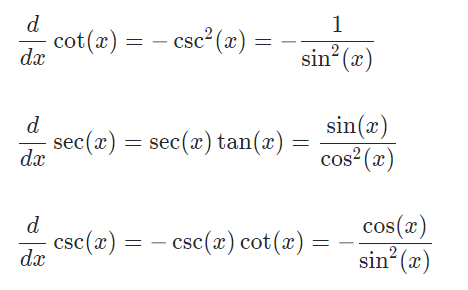 d/dx cot(x) = − csc²(x) = − 1/sin²(x)
d/dx sec(x) = sec(x) tan(x) = sin(x)/cos²(x)
d/dx csc(x) = − csc(x) cot(x) = − cos(x)/sin²(x)